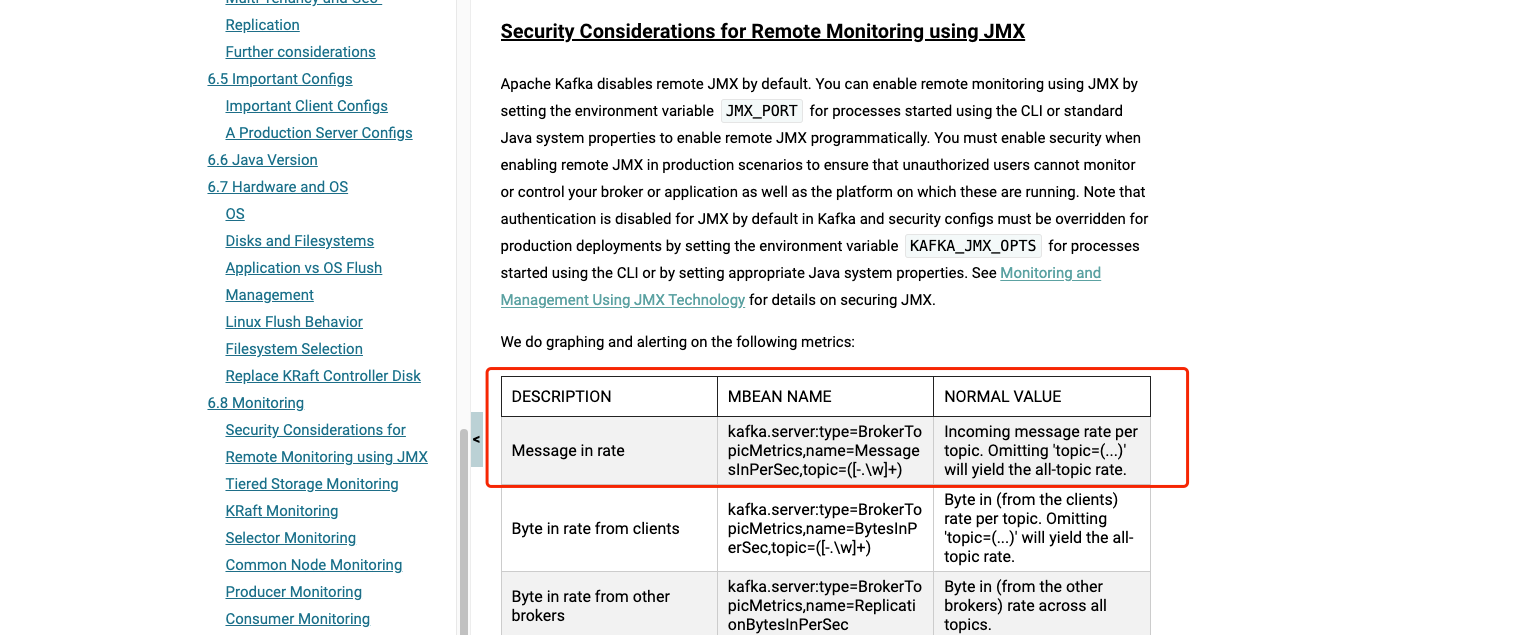 Replication
Further considerations
6.5 Important Configs
Important Client Configs
A Production Server Configs
6.6 Java Version
6.7 Hardware and OS
OS
Disks and Filesystems
Application vs OS Flush
Management
Linux Flush Behavior
Filesystem Selection
Replace KRaft Controller Disk
6.8 Monitoring
Security Considerations for
Remote Monitoring using JMX
Tiered Storage Monitoring
KRaft Monitoring
Selector Monitoring
Common Node Monitoring
Producer Monitoring
Consumer Monitoring
<
Security Considerations for Remote Monitoring using JMX
Apache Kafka disables remote JMX by default. You can enable remote monitoring using JMX by
setting the environment variable JMX_PORT for processes started using the CLI or standard
Java system properties to enable remote JMX programmatically. You must enable security when
enabling remote JMX in production scenarios to ensure that unauthorized users cannot monitor
or control your broker or application as well as the platform on which these are running. Note that
authentication is disabled for JMX by default in Kafka and security configs must be overridden for
production deployments by setting the environment variable KAFKA_JMX_OPTS for processes
started using the CLI or by setting appropriate Java system properties. See Monitoring and
Management Using JMX Technology for details on securing JMX.
We do graphing and alerting on the following metrics:
DESCRIPTION
MBEAN NAME
NORMAL VALUE
Message in rate
kafka.server:type=BrokerTo
picMetrics,name=Message
sInPerSec,topic=([-.\w]+)
Incoming message rate per
topic. Omitting 'topic=(...)'
will yield the all-topic rate.
Byte in rate from clients
kafka.server:type=BrokerTo
picMetrics,name=BytesInP
erSec,topic=([-.\w]+)
Byte in (from the clients)
rate per topic. Omitting
'topic=(...)' will yield the all-
topic rate.
Byte in rate from other
brokers
kafka.server:type=BrokerTo
picMetrics,name=Replicati
onBytesInPerSec
Byte in (from the other
brokers) rate across all
topics.